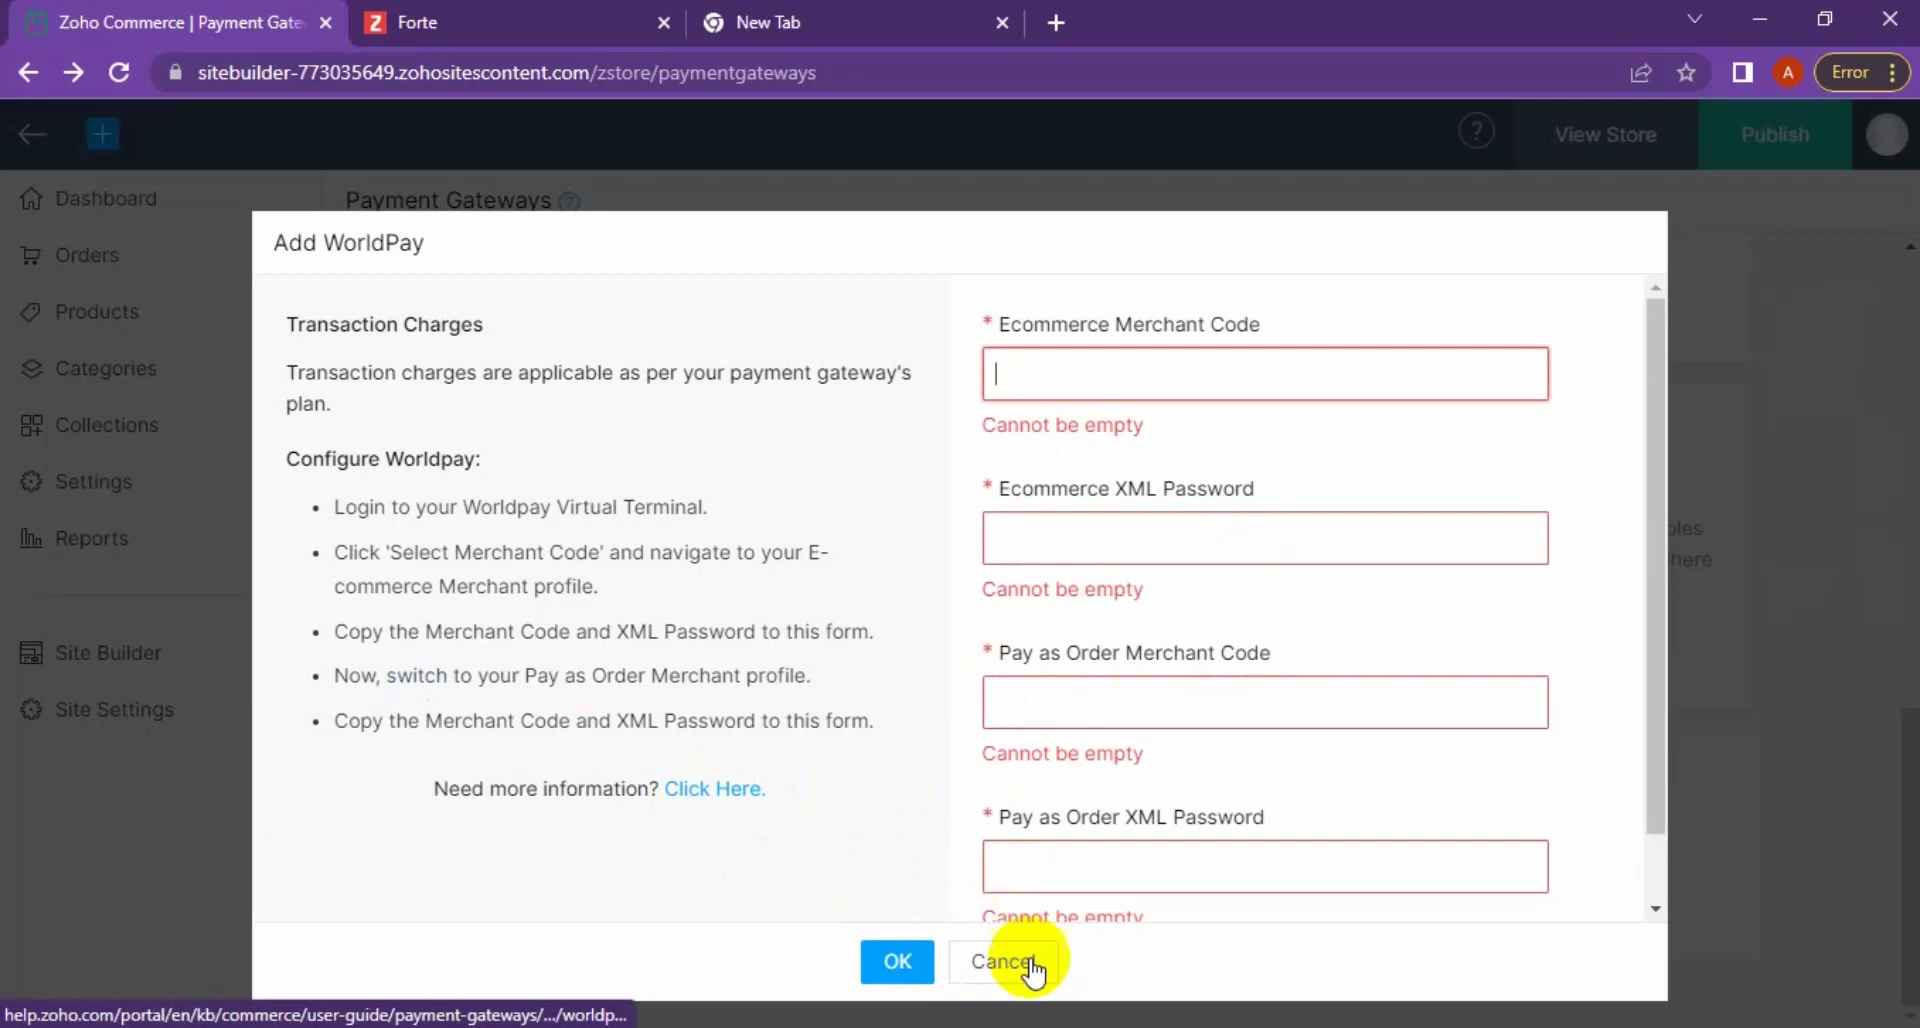 Zoho Commerce | Payment Gate
Forte
New Tab
sitebuilder-773035649.zohositescontent.com/zstore/paymentgateways
A
Error
View Store
Publish
Dashboard
Orders
Products
Categories
Collections
Settings
Reports
Site Builder
Site Settings
Payment Gateways
Add WorldPay
Transaction Charges
Transaction charges are applicable as per your payment gateway's
plan.
Configure Worldpay:
• Login to your Worldpay Virtual Terminal.
• Click 'Select Merchant Code' and navigate to your E-
commerce Merchant profile.
• Copy the Merchant Code and XML Password to this form.
• Now, switch to your Pay as Order Merchant profile.
• Copy the Merchant Code and XML Password to this form.
Need more information? Click Here.
* Ecommerce Merchant Code
Cannot be empty
* Ecommerce XML Password
Cannot be empty
* Pay as Order Merchant Code
Cannot be empty
* Pay as Order XML Password
Cannot be empty
here
OK
Cancel
help.zoho.com/portal/en/kb/commerce/user-guide/payment-gateways/.../worldp...